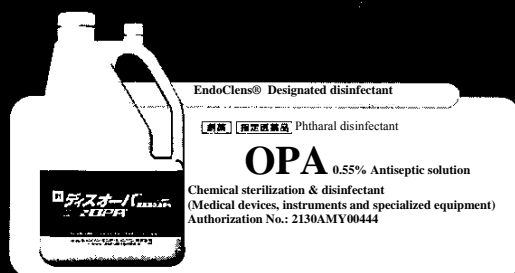 EndoClens® Designated disinfectant
劇薬 指定医薬品 Phtharal disinfectant
OPA 0.55% Antiseptic solution
Chemical sterilization & disinfectant
(Medical devices, instruments and specialized equipment)
Authorization No.: 2130AMY00444
ディスオーパ
OPA